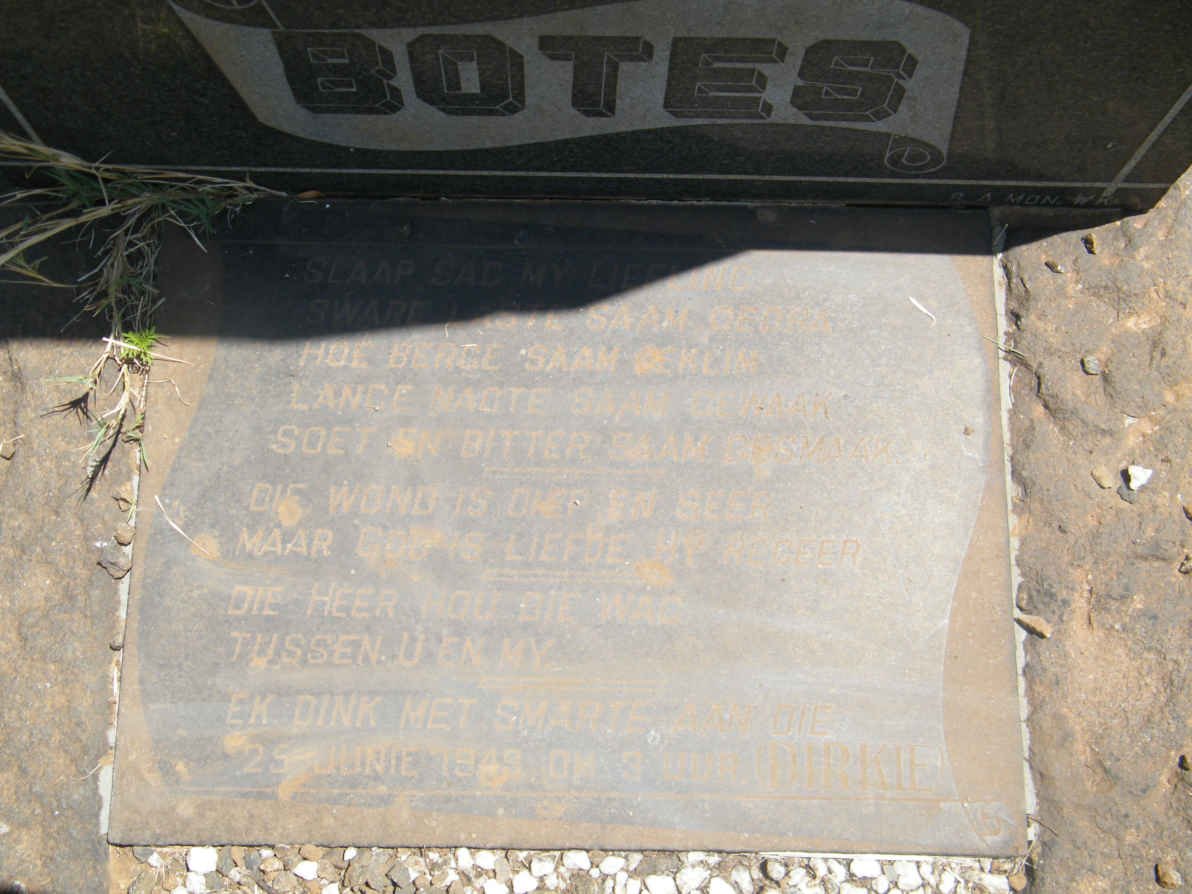 BOTES
SLAAP SAG MY LIEFLING
SWARE LASTE SAAM GEDRA
HOË BERGE SAAM GEKLIM
LANGE NAGTE SAAM GEWAAK
SOET EN BITTER SAAM GESMAAK
DIE WOND IS DIEP EN SEER
MAAR GOD IS LIEFDE HY REGEER
DIE HEER HOU DIE WAG
TUSSEN U EN MY
EK DINK MET SMARTE AAN DIE
25 JUNIE 1949 OM 3 UUR DIRKIE